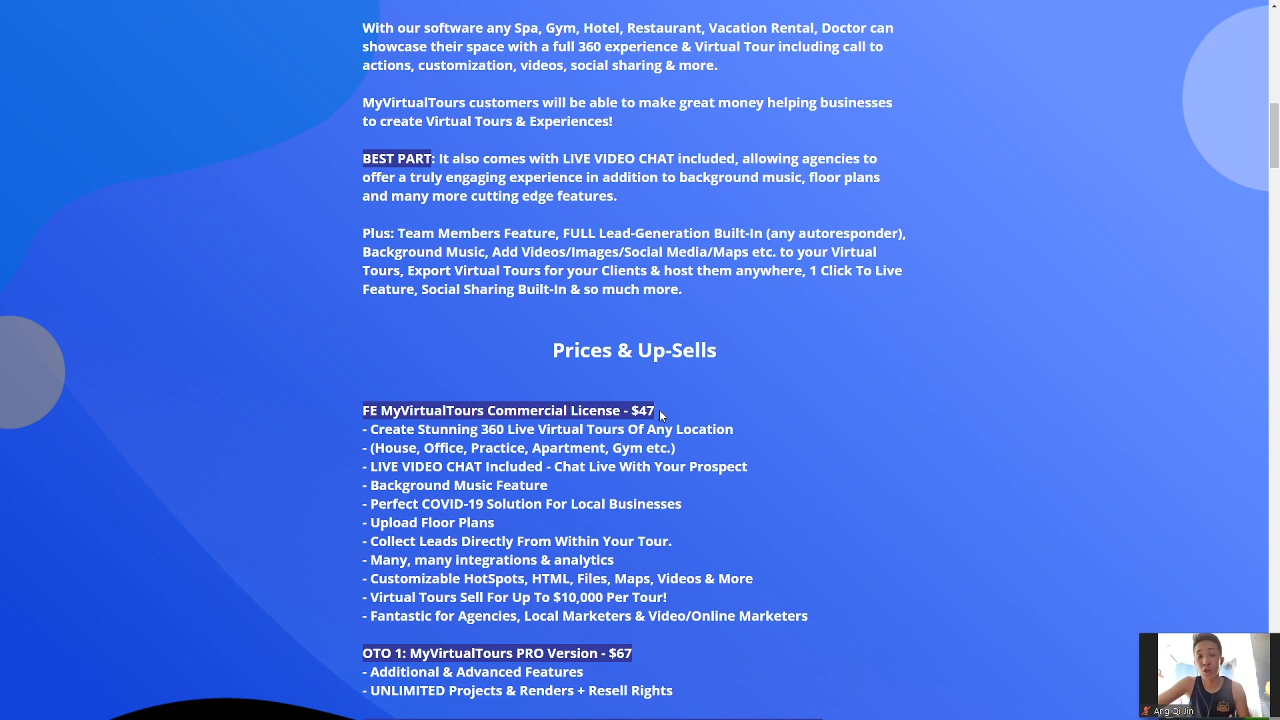 With our software any Spa, Gym, Hotel, Restaurant, Vacation Rental, Doctor can
showcase their space with a full 360 experience & Virtual Tour including call to
actions, customization, videos, social sharing & more.
MyVirtualTours customers will be able to make great money helping businesses
to create Virtual Tours & Experiences!
BEST PART: It also comes with LIVE VIDEO CHAT included, allowing agencies to
offer a truly engaging experience in addition to background music, floor plans
and many more cutting edge features.
Plus: Team Members Feature, FULL Lead-Generation Built-In (any autoresponder),
Background Music, Add Videos/Images/Social Media/Maps etc. to your Virtual
Tours, Export Virtual Tours for your Clients & host them anywhere, 1 Click To Live
Feature, Social Sharing Built-In & so much more.
Prices & Up-Sells
FE MyVirtualTours Commercial License - $47
- Create Stunning 360 Live Virtual Tours Of Any Location
- (House, Office, Practice, Apartment, Gym etc.)
- LIVE VIDEO CHAT Included - Chat Live With Your Prospect
- Background Music Feature
- Perfect COVID-19 Solution For Local Businesses
- Upload Floor Plans
- Collect Leads Directly From Within Your Tour.
- Many, many integrations & analytics
- Customizable HotSpots, HTML, Files, Maps, Videos & More
- Virtual Tours Sell For Up To $10,000 Per Tour!
- Fantastic for Agencies, Local Marketers & Video/Online Marketers
OTO 1: MyVirtualTours PRO Version - $67
- Additional & Advanced Features
- UNLIMITED Projects & Renders + Resell Rights
Ang Qi Jin